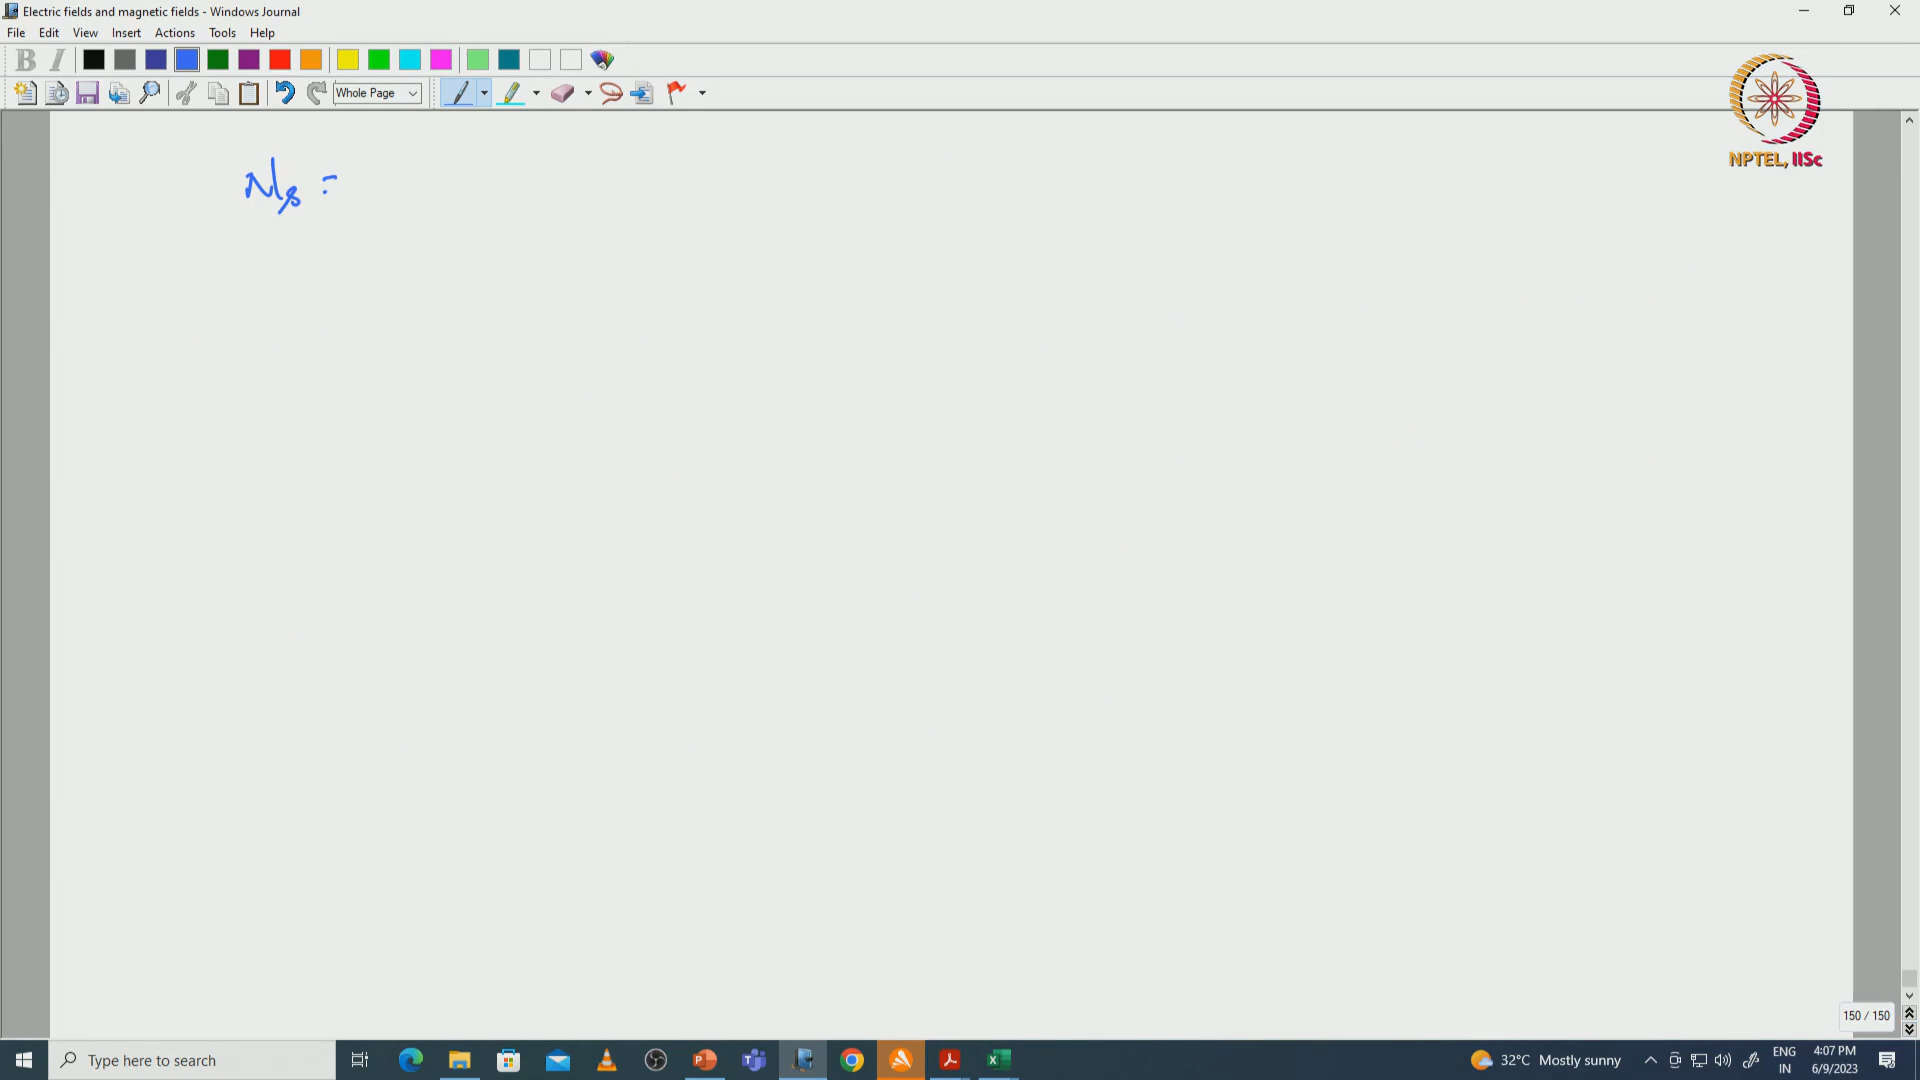 Electric fields and magnetic fields - Windows Journal
File Edit View Insert Actions Tools Help
B I
Whole Page
NPTEL, IISc
Ns =
150 / 150
Type here to search
32°C Mostly sunny
ENG
IN
4:07 PM
6/9/2023